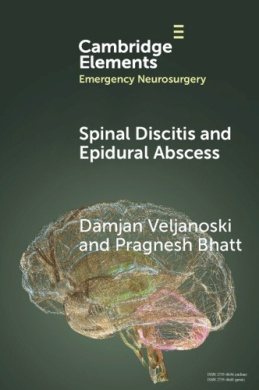 Cambridge
Elements
Emergency Neurosurgery
Spinal Discitis and
Epidural Abscess
Damjan Veljanoski
and Pragnesh Bhatt